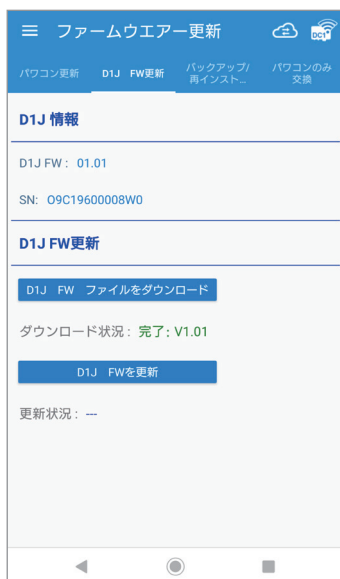 ファームウエアー更新
DC1
パワコン更新
D1J FW更新
バックアップ/
再インスト...
パワコンのみ
交換
D1J 情報
D1J FW : 01.01
SN: O9C19600008W0
D1J FW更新
D1J FW ファイルをダウンロード
ダウンロード状況 : 完了: V1.01
D1J FWを更新
更新状況 : ---